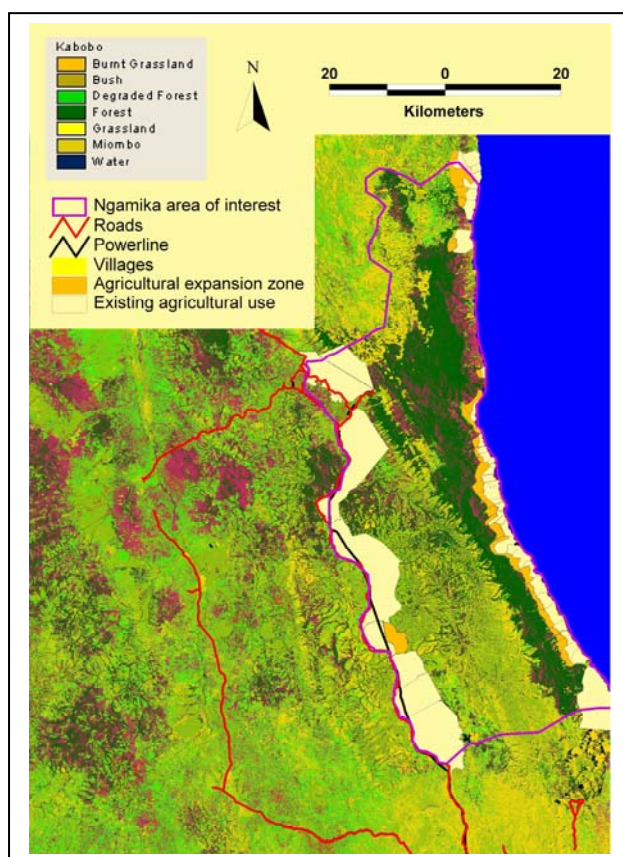 Kabobo
Burnt Grassland
Bush
Degraded Forest
Forest
Grassland
Miombo
Water
N
20 0 20
Kilometers
Ngamika area of interest
Roads
Powerline
Villages
Agricultural expansion zone
Existing agricultural use